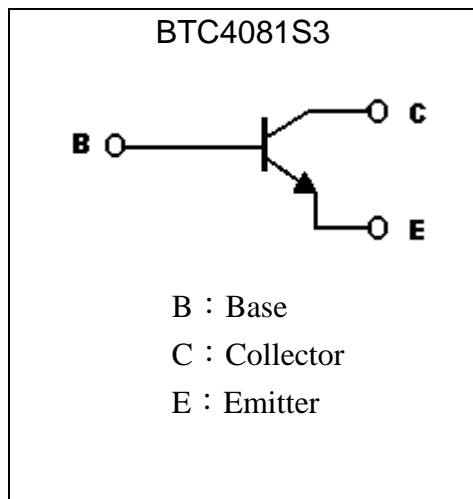 BTC4081S3
C
B
E
B：Base
C：Collector
E：Emitter